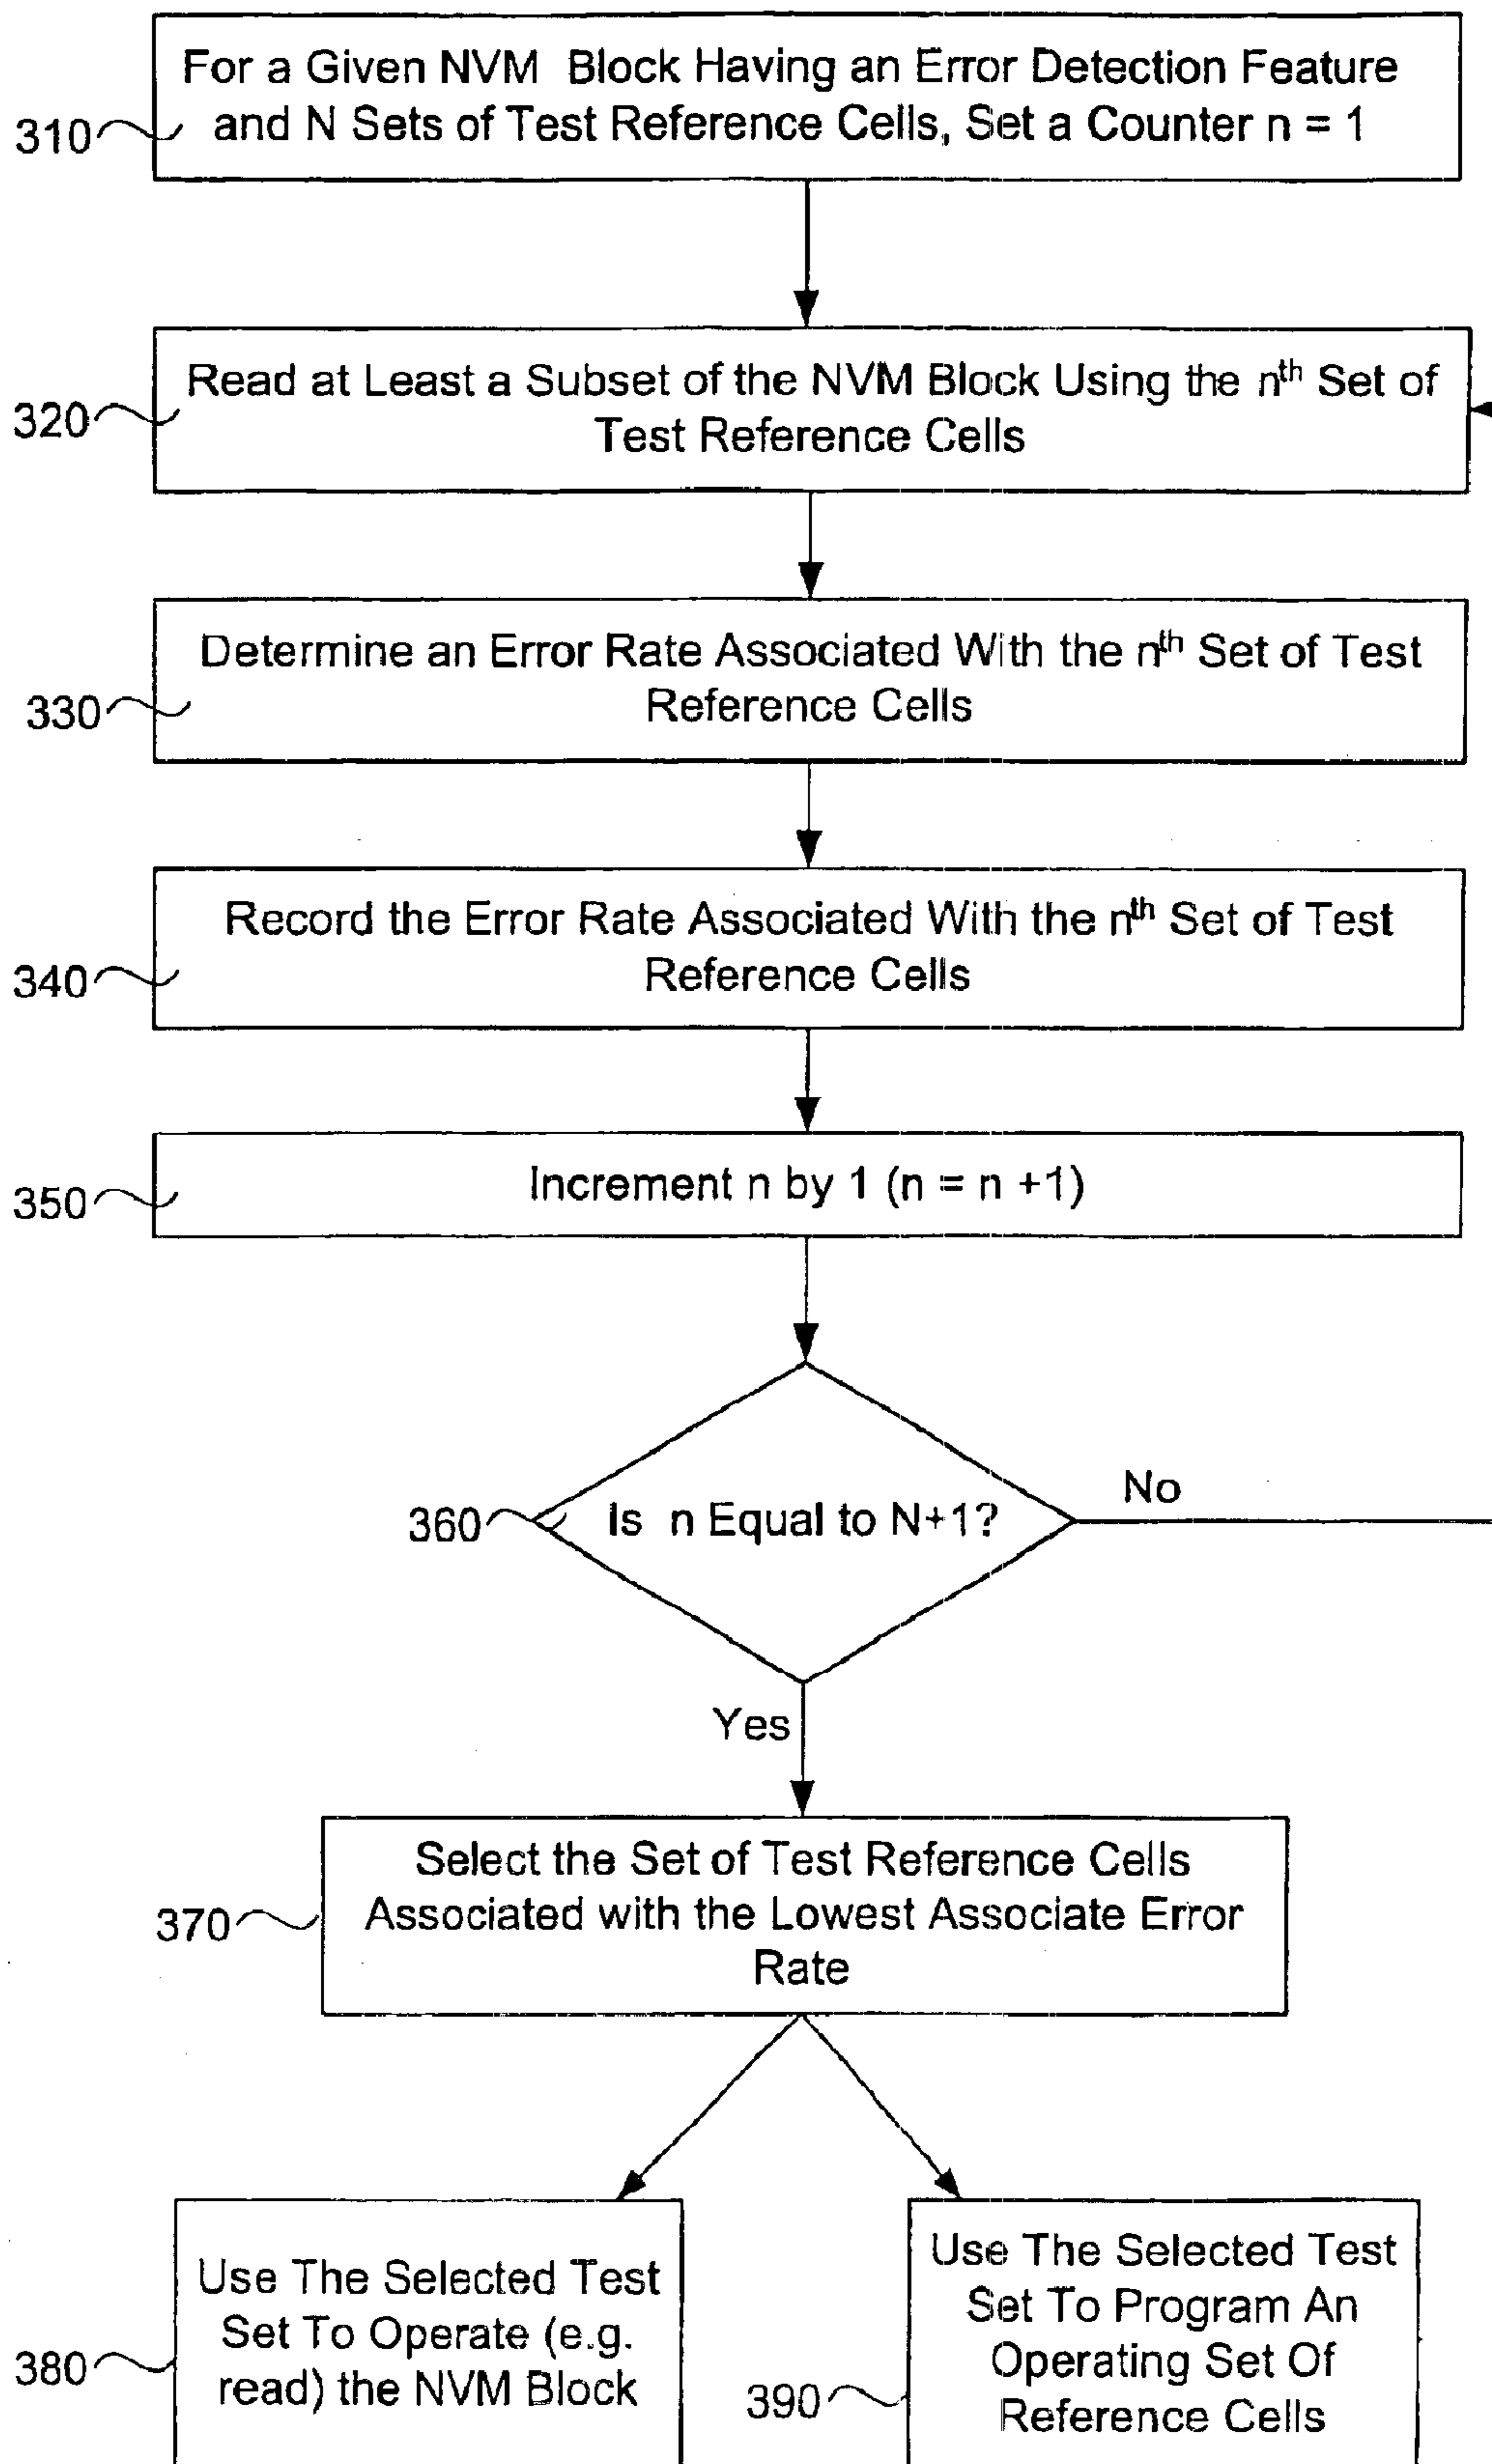 For a Given NVM Block Having an Error Detection Feature
and N Sets of Test Reference Cells, Set a Counter n = 1
310
Read at Least a Subset of the NVM Block Using the nth Set of
Test Reference Cells
320
Determine an Error Rate Associated With the nth Set of Test
Reference Cells
330
Record the Error Rate Associated With the nth Set of Test
Reference Cells
340
Increment n by 1 (n = n +1)
350
Is n Equal to N+1?
360
No
Yes
Select the Set of Test Reference Cells
Associated with the Lowest Associate Error
Rate
370
Use The Selected Test
Set To Operate (e.g.
read) the NVM Block
380
Use The Selected Test
Set To Program An
Operating Set Of
Reference Cells
390